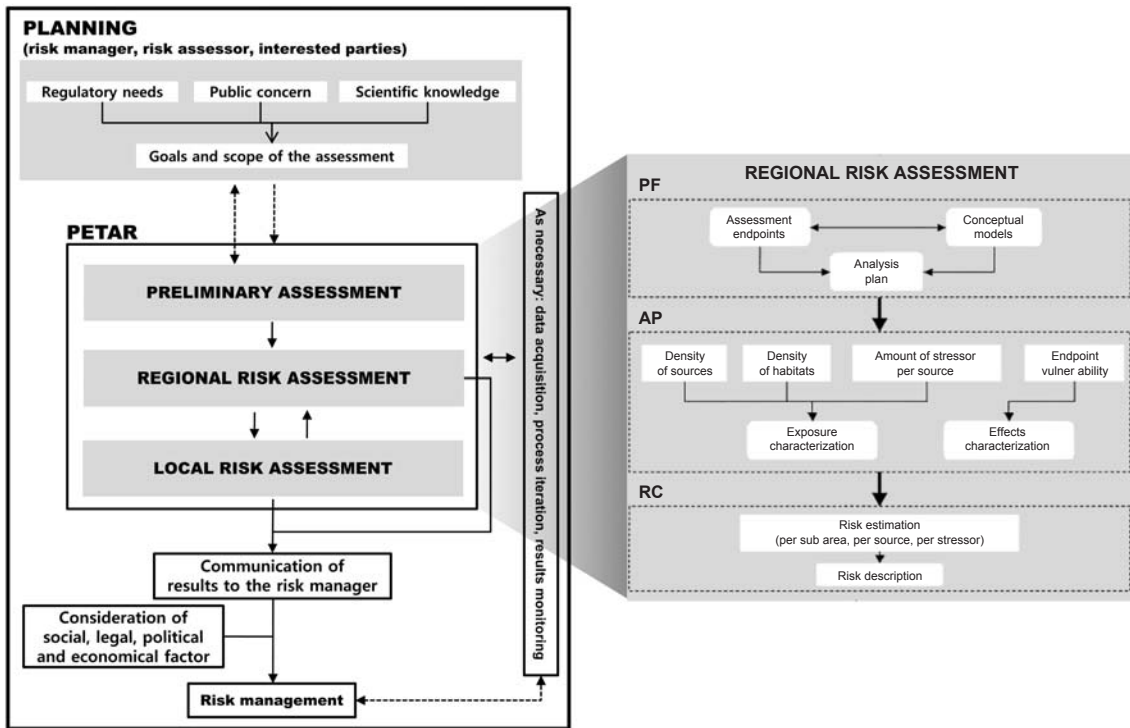 PLANNING
(risk manager, risk assessor, interested parties)
Regulatory needs
Public concern
Scientific knowledge
Goals and scope of the assessment
PETAR
PRELIMINARY ASSESSMENT
REGIONAL RISK ASSESSMENT
LOCAL RISK ASSESSMENT
Communication of
results to the risk manager
Consideration of
social, legal, political
and economical factor
Risk management
As necessary: data acquisition, process iteration, results monitoring
REGIONAL RISK ASSESSMENT
PF
Assessment
endpoints
Conceptual
models
Analysis
plan
AP
Density
of sources
Density
of habitats
Amount of stressor
per source
Endpoint
vulner ability
Exposure
characterization
Effects
characterization
RC
Risk estimation
(per sub area, per source, per stressor)
Risk description